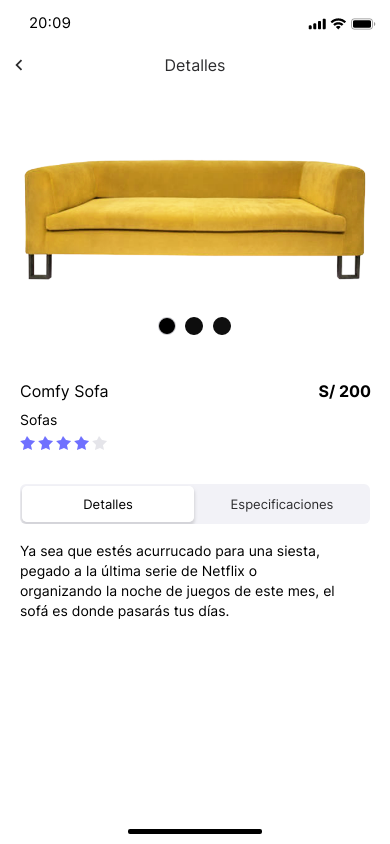 20:09
Detalles
Comfy Sofa
S/ 200
Sofas
Detalles
Especificaciones
Ya sea que estés acurrucado para una siesta,
pegado a la última serie de Netflix o
organizando la noche de juegos de este mes, el
sofá es donde pasarás tus días.